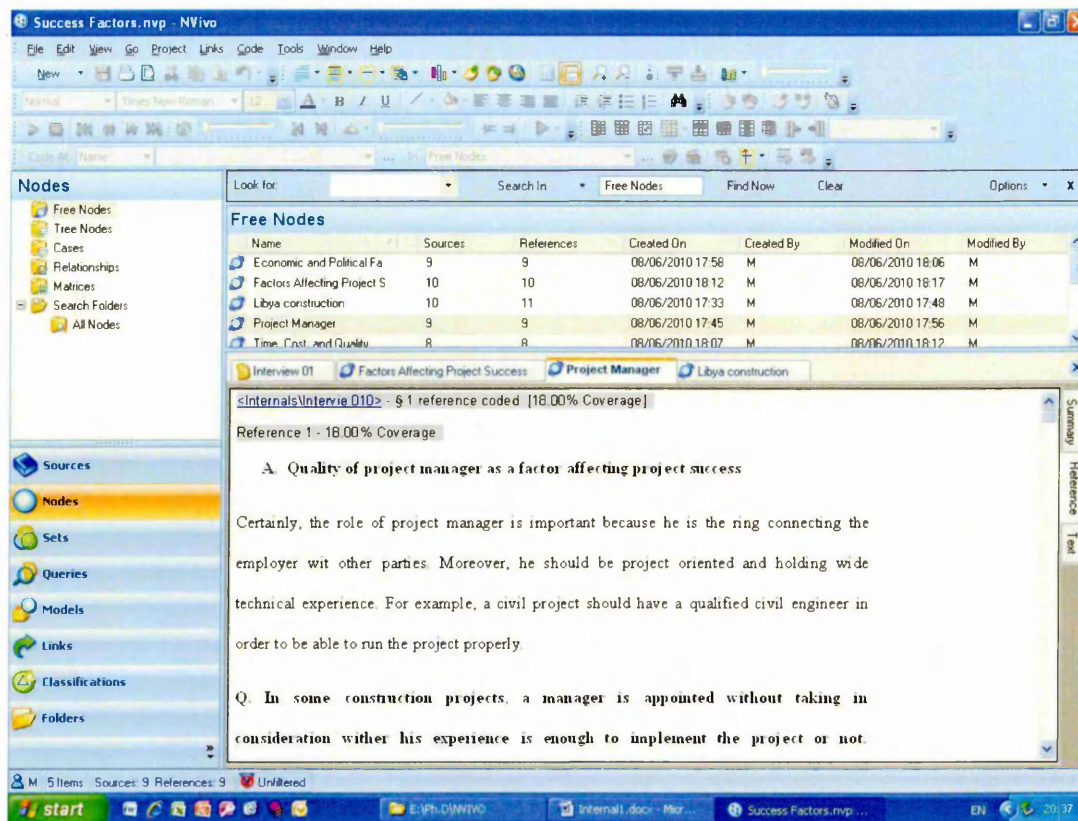 Success Factors.nvp - NVivo
File Edit View Go Project Links Code Tools Window Help
New
Normal Times New Roman 12 A B I U
Code At Name In Free Nodes
Nodes
Free Nodes
Tree Nodes
Cases
Relationships
Matrices
Search Folders
All Nodes
Look for: Search In Free Nodes Find Now Clear Options x
Free Nodes
Name Sources References Created On Created By Modified On Modified By
Economic and Political Fa 9 9 08/06/2010 17:58 M 08/06/2010 18:06 M
Factors Affecting Project S 10 10 08/06/2010 18:12 M 08/06/2010 18:17 M
Libya construction 10 11 08/06/2010 17:33 M 08/06/2010 17:48 M
Project Manager 9 9 08/06/2010 17:45 M 08/06/2010 17:56 M
Time, Cost, and Quality 8 8 08/06/2010 18:07 M 08/06/2010 18:12 M
Interview 01 Factors Affecting Project Success Project Manager Libya construction
<Internals\Intervie 010> - § 1 reference coded [18.00% Coverage]
Reference 1 - 18.00% Coverage
A. Quality of project manager as a factor affecting project success
Certainly, the role of project manager is important because he is the ring connecting the
employer wit other parties. Moreover, he should be project oriented and holding wide
technical experience. For example, a civil project should have a qualified civil engineer in
order to be able to run the project properly.
Q. In some construction projects, a manager is appointed without taking in
consideration wither his experience is enough to implement the project or not.
Summary
Reference
Text
Sources
Nodes
Sets
Queries
Models
Links
Classifications
Folders
M 5 Items Sources: 9 References: 9 Unfiltered
start E:\Ph.D\NVIVO Internal1.docx - Micr... Success Factors.nvp ... EN 20:37